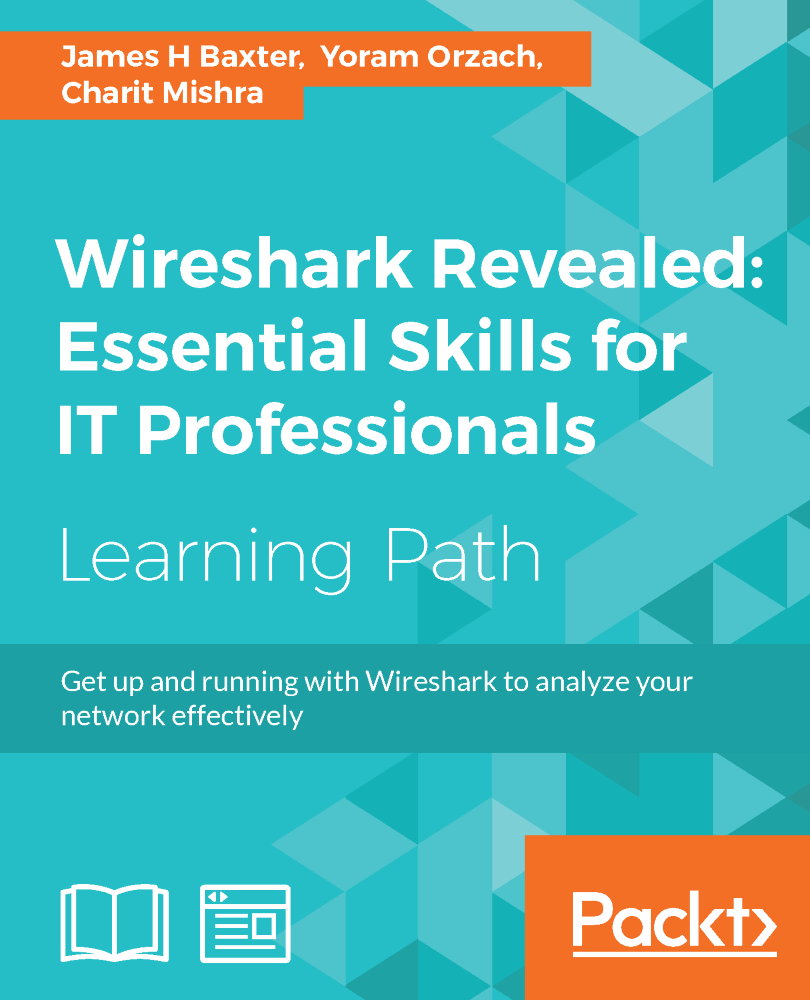 James H Baxter, Yoram Orzach,
Charit Mishra
Wireshark Revealed:
Essential Skills for
IT Professionals
Learning Path
Get up and running with Wireshark to analyze your
network effectively
Packt